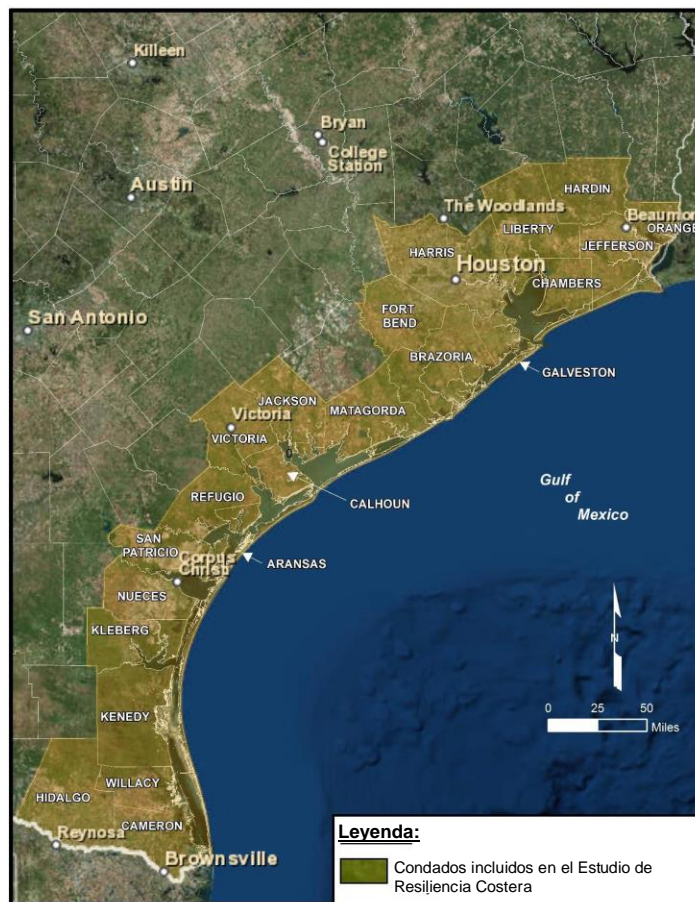 Killeen
Bryan
College
Station
Austin
HARDIN
The Woodlands
Beaumon
LIBERTY
ORANGE
HARRIS
JEFFERSON
Houston
CHAMBERS
San Antonio
FORT
BEND
BRAZORIA
GALVESTON
JACKSON
MATAGORDA
Victoria
VICTORIA
Gulf
of
Mexico
REFUGIO
CALHOUN
SAN
PATRICIO
Corpus
Christi
ARANSAS
NUECES
KLEBERG
N
KENEDY
0 25 50
Miles
WILLACY
HIDALGO
CAMERON
Reynosa
Brownsville
Leyenda:
Condados incluidos en el Estudio de
Resiliencia Costera